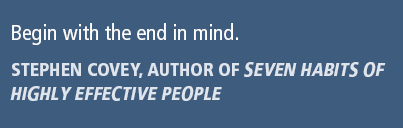 Begin with the end in mind.
STEPHEN COVEY, AUTHOR OF SEVEN HABITS OF
HIGHLY EFFECTIVE PEOPLE